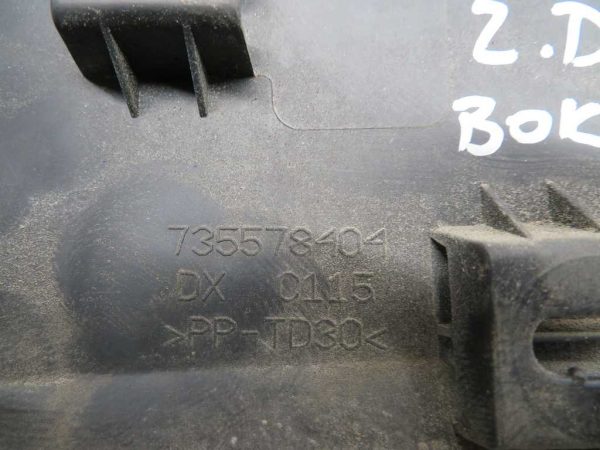 2.D
BOK
735578404
DX C115
>PP-TD30<